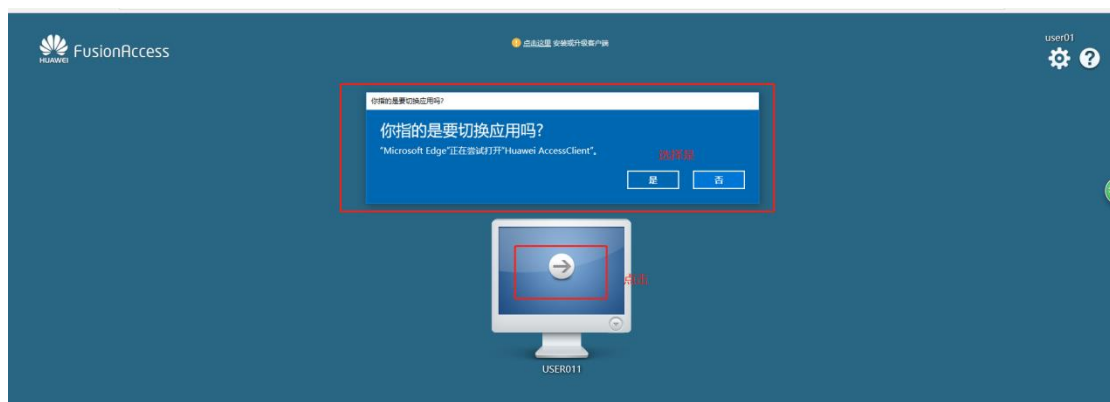 HUAWEI
FusionAccess
点击这里 安装或升级客户端
user01
你指的是要切换应用吗?
你指的是要切换应用吗?
"Microsoft Edge"正在尝试打开"Huawei AccessClient"。
选择是
是
否
点击
USER011